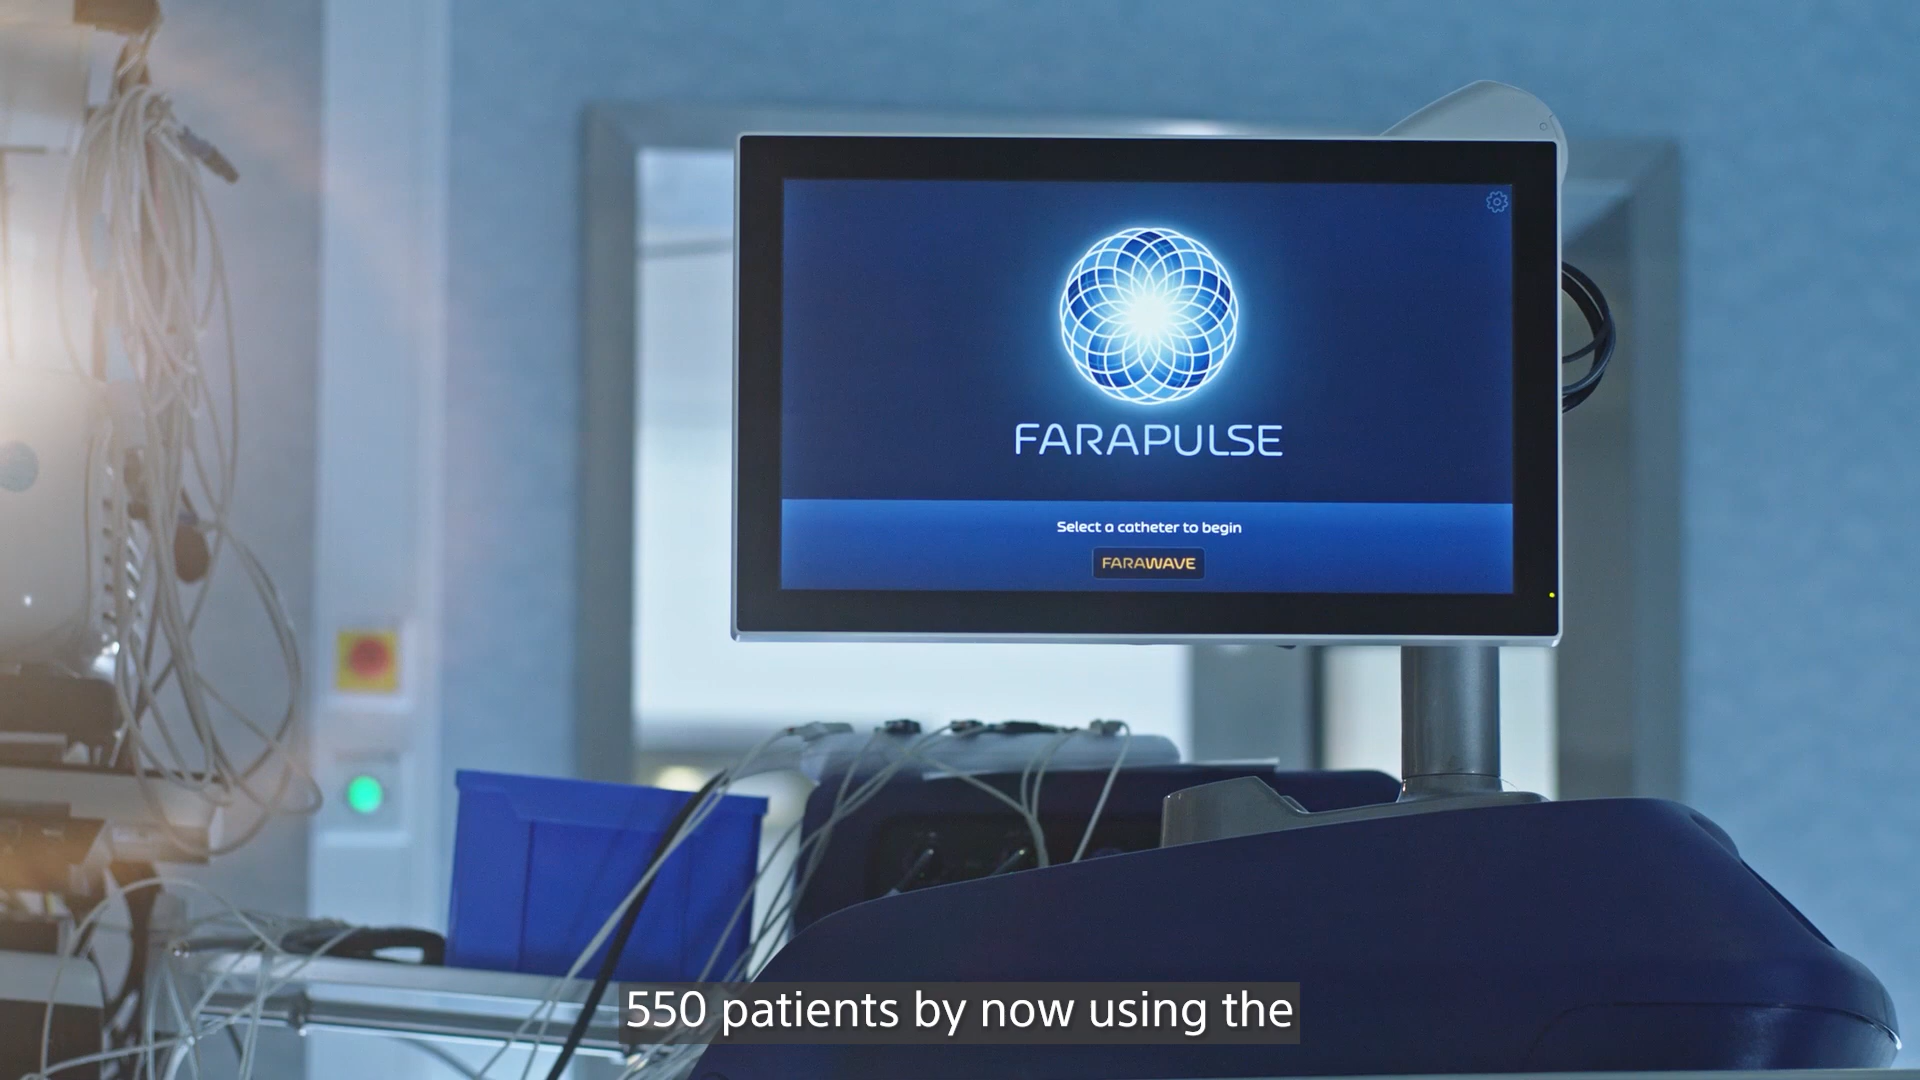 FARAPULSE
Select a catheter to begin
FARAWAVE
550 patients by now using the